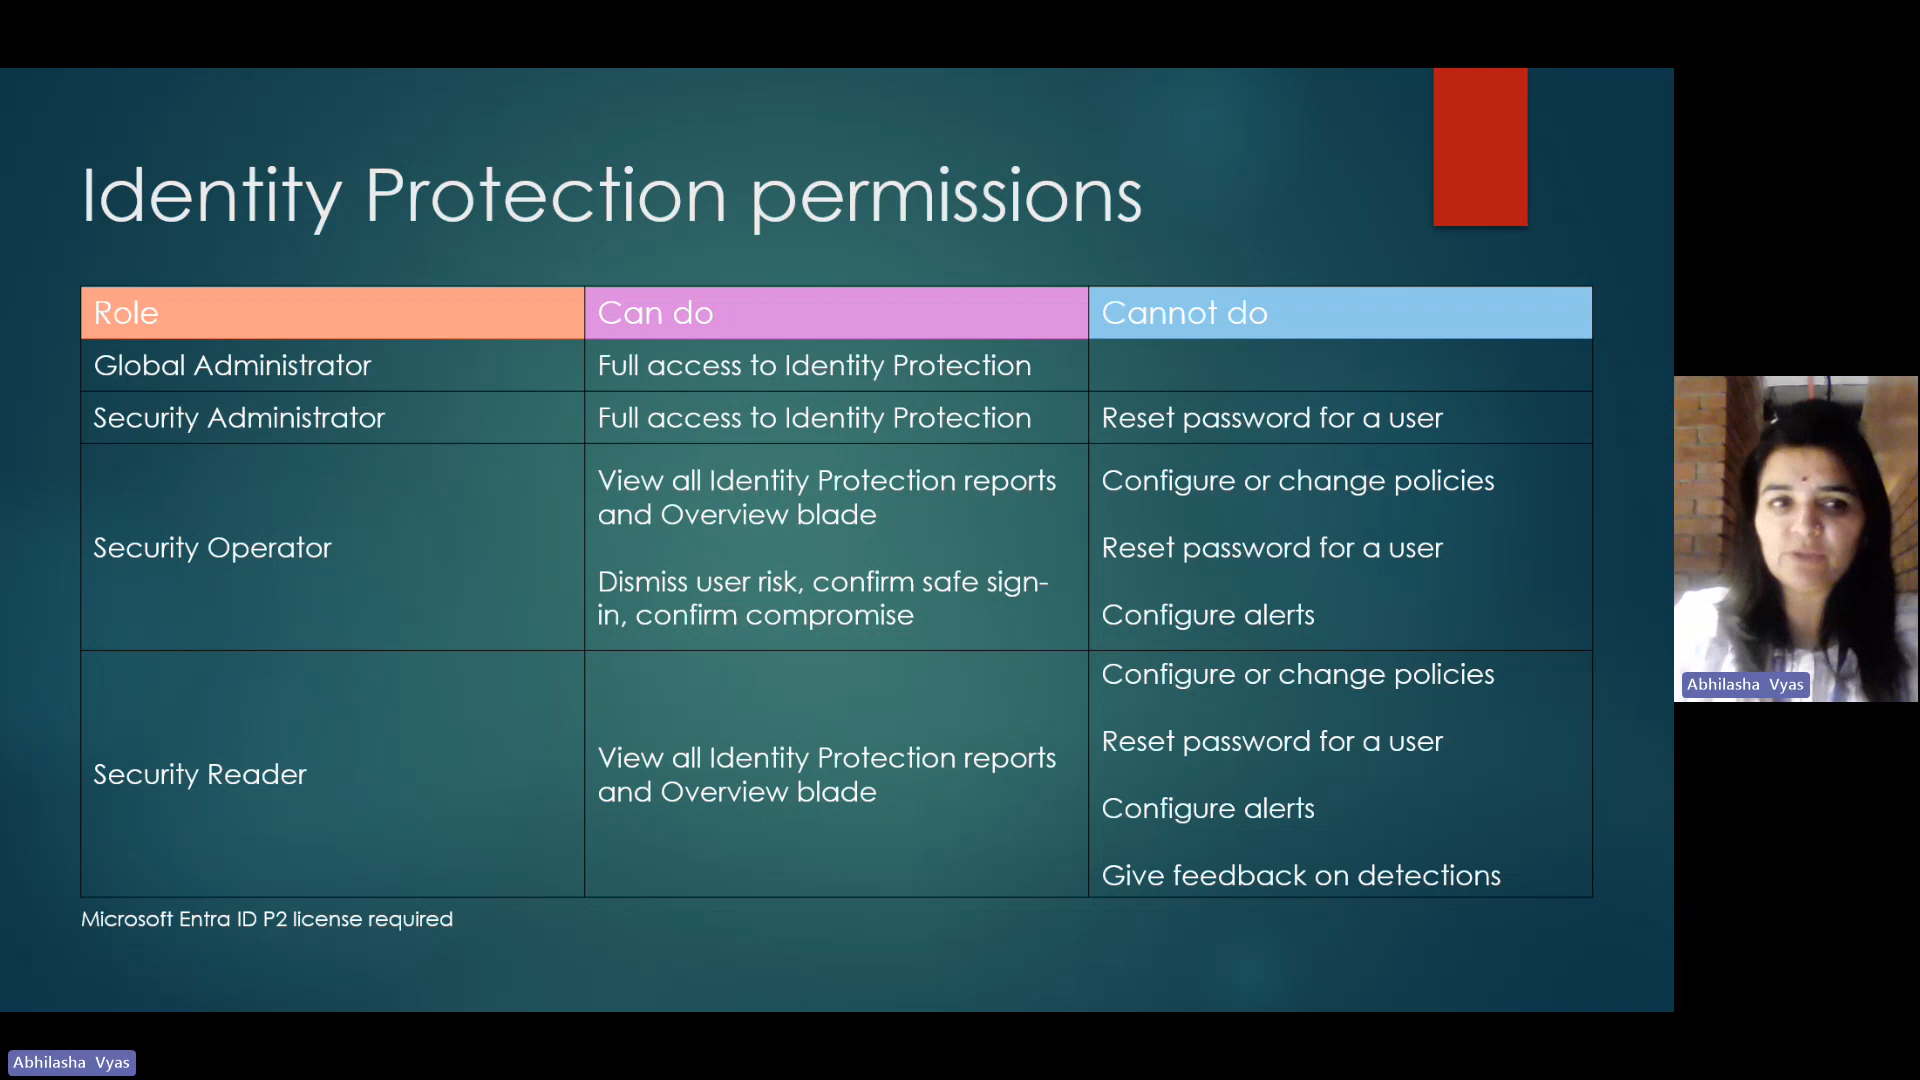 Identity Protection permissions
Role
Can do
Cannot do
Global Administrator
Full access to Identity Protection
Security Administrator
Full access to Identity Protection
Reset password for a user
Security Operator
View all Identity Protection reports
and Overview blade
Dismiss user risk, confirm safe sign-
in, confirm compromise
Configure or change policies
Reset password for a user
Configure alerts
Security Reader
View all Identity Protection reports
and Overview blade
Configure or change policies
Reset password for a user
Configure alerts
Give feedback on detections
Microsoft Entra ID P2 license required
Abhilasha Vyas
Abhilasha Vyas